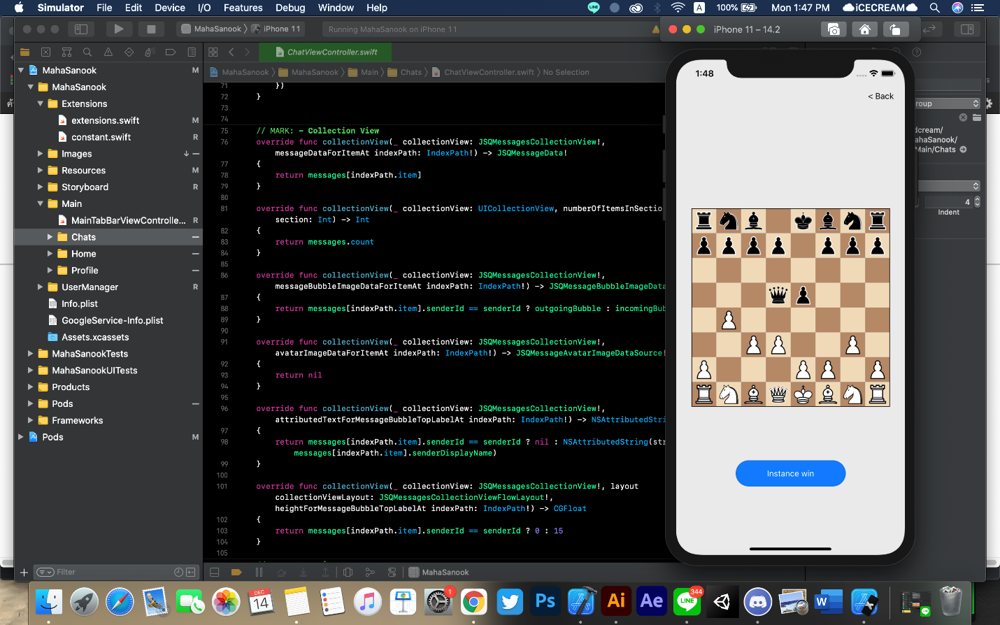 Simulator File Edit Device I/O Features Debug Window Help
LINE A 100% Mon 1:47 PM ☁iCECREAM☁
MahaSanook 〉 iPhone 11
Running MahaSanook on iPhone 11
iPhone 11 – 14.2
ChatViewController.swift
MahaSanook 〉 MahaSanook 〉 Main 〉 Chats 〉 ChatViewController.swift 〉 No Selection
MahaSanook M
MahaSanook
Extensions
extensions.swift M
constant.swift R
Images
Resources M
Storyboard R
Main
MainTabBarViewControlle... R
Chats
Home
Profile
UserManager R
Info.plist
GoogleService-Info.plist
Assets.xcassets
MahaSanookTests
MahaSanookUITests
Products
Pods
Frameworks
Pods M
Filter
71 })
72 }
73
74
75 // MARK: - Collection View
76 override func collectionView(_ collectionView: JSQMessagesCollectionView!,
messageDataForItemAt indexPath: IndexPath!) -> JSQMessageData!
77 {
78 return messages[indexPath.item]
79 }
80
81 override func collectionView(_ collectionView: UICollectionView, numberOfItemsInSectio
section: Int) -> Int
82 {
83 return messages.count
84 }
85
86 override func collectionView(_ collectionView: JSQMessagesCollectionView!,
messageBubbleImageDataForItemAt indexPath: IndexPath!) -> JSQMessageBubbleImageData
87 {
88 return messages[indexPath.item].senderId == senderId ? outgoingBubble : incomingBub
89 }
90
91 override func collectionView(_ collectionView: JSQMessagesCollectionView!,
avatarImageDataForItemAt indexPath: IndexPath!) -> JSQMessageAvatarImageDataSource!
92 {
93 return nil
94 }
95
96 override func collectionView(_ collectionView: JSQMessagesCollectionView!,
attributedTextForMessageBubbleTopLabelAt indexPath: IndexPath!) -> NSAttributedStri
97 {
98 return messages[indexPath.item].senderId == senderId ? nil : NSAttributedString(str
messages[indexPath.item].senderDisplayName)
99 }
100
101 override func collectionView(_ collectionView: JSQMessagesCollectionView!, layout
collectionViewLayout: JSQMessagesCollectionViewFlowLayout!,
heightForMessageBubbleTopLabelAt indexPath: IndexPath!) -> CGFloat
102 {
103 return messages[indexPath.item].senderId == senderId ? 0 : 15
104 }
105
MahaSanook
1:48
< Back
Instance win
roup
dcream/
ahaSanook/
Main/Chats
4
Indent
DEC
14
1
Ps
Ai
Ae
LINE
344
W